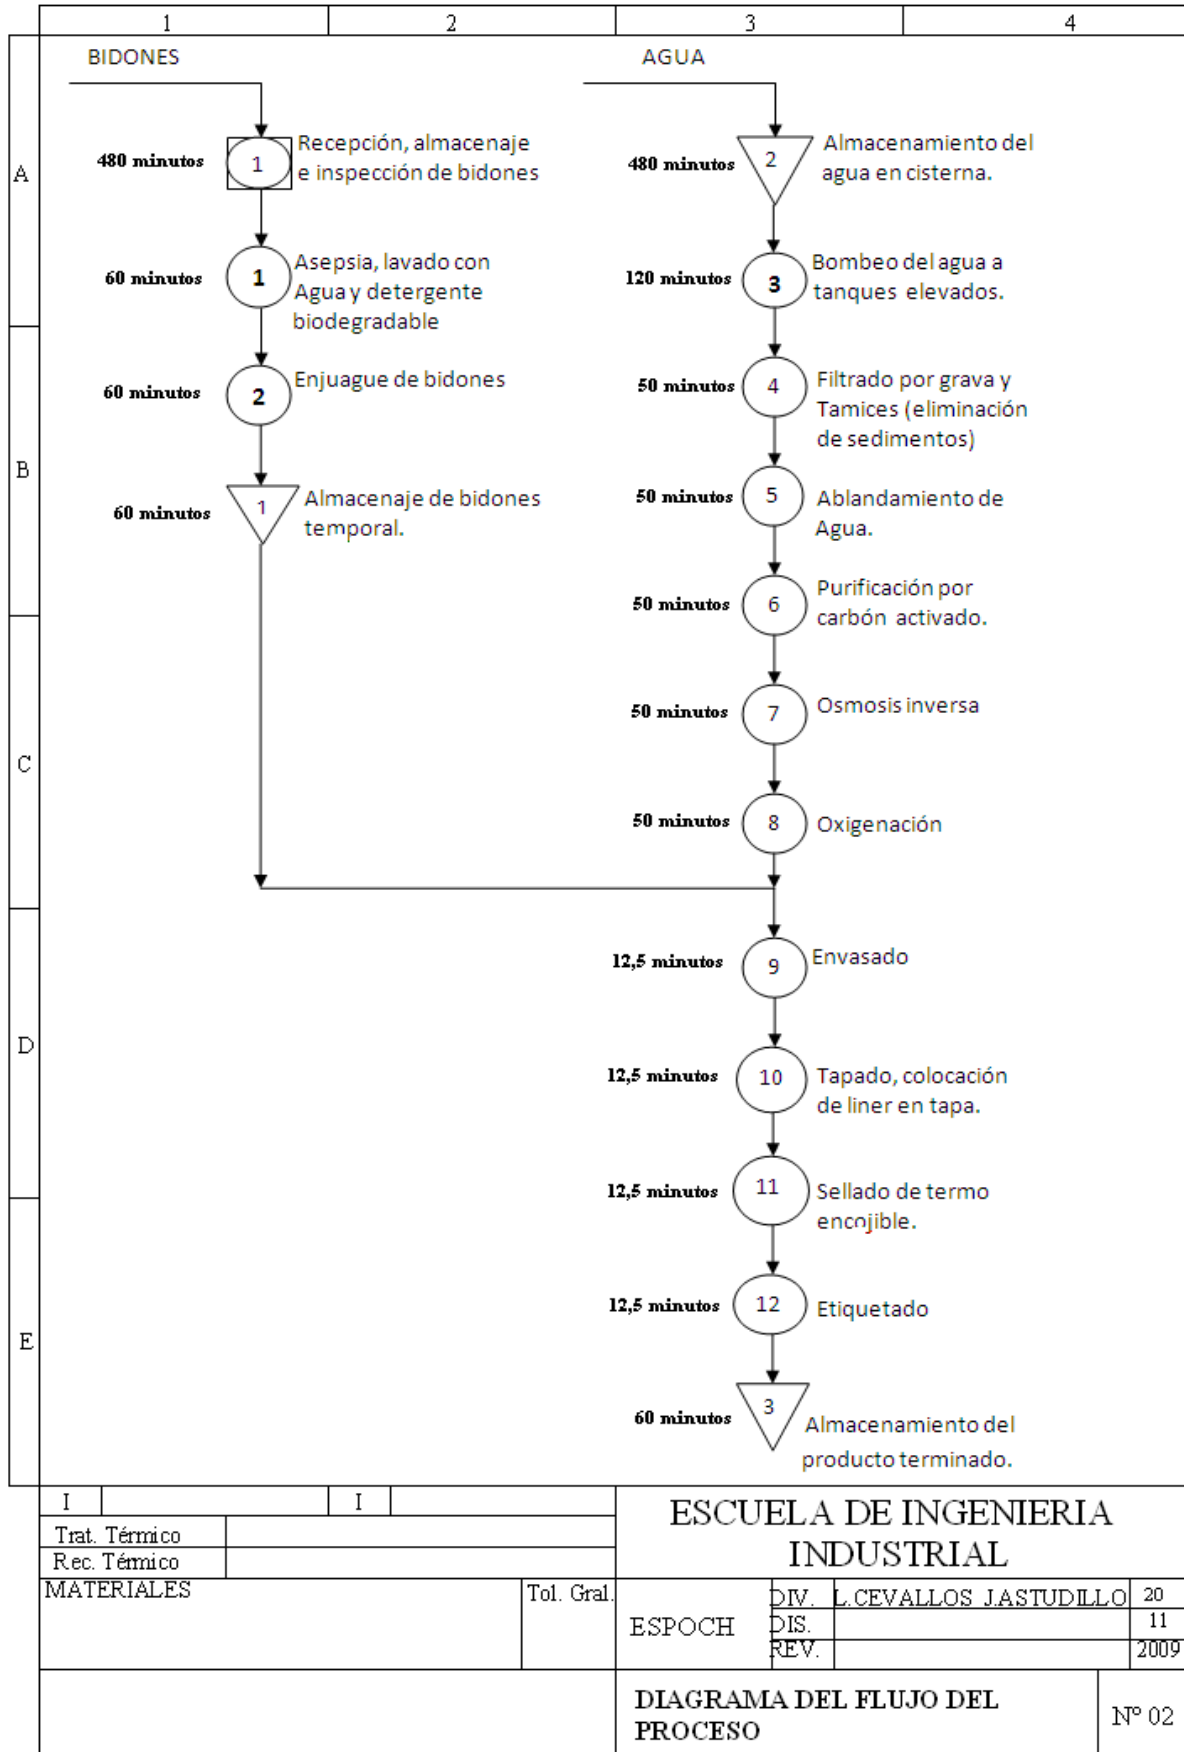 1 2 3 4
A
B
C
D
E
BIDONES
480 minutos
1
Recepción, almacenaje
e inspección de bidones
60 minutos
1
Asepsia, lavado con
Agua y detergente
biodegradable
60 minutos
2
Enjuague de bidones
60 minutos
1
Almacenaje de bidones
temporal.
AGUA
480 minutos
2
Almacenamiento del
agua en cisterna.
120 minutos
3
Bombeo del agua a
tanques elevados.
50 minutos
4
Filtrado por grava y
Tamices (eliminación
de sedimentos)
50 minutos
5
Ablandamiento de
Agua.
50 minutos
6
Purificación por
carbón activado.
50 minutos
7
Osmosis inversa
50 minutos
8
Oxigenación
12,5 minutos
9
Envasado
12,5 minutos
10
Tapado, colocación
de liner en tapa.
12,5 minutos
11
Sellado de termo
encojible.
12,5 minutos
12
Etiquetado
60 minutos
3
Almacenamiento del
producto terminado.
I I
Trat. Térmico
Rec. Térmico
MATERIALES
Tol. Gral.
ESCUELA DE INGENIERIA
INDUSTRIAL
ESPOCH
DIV. L.CEVALLOS J.ASTUDILLO 20
DIS. 11
REV. 2009
DIAGRAMA DEL FLUJO DEL
PROCESO
Nº 02